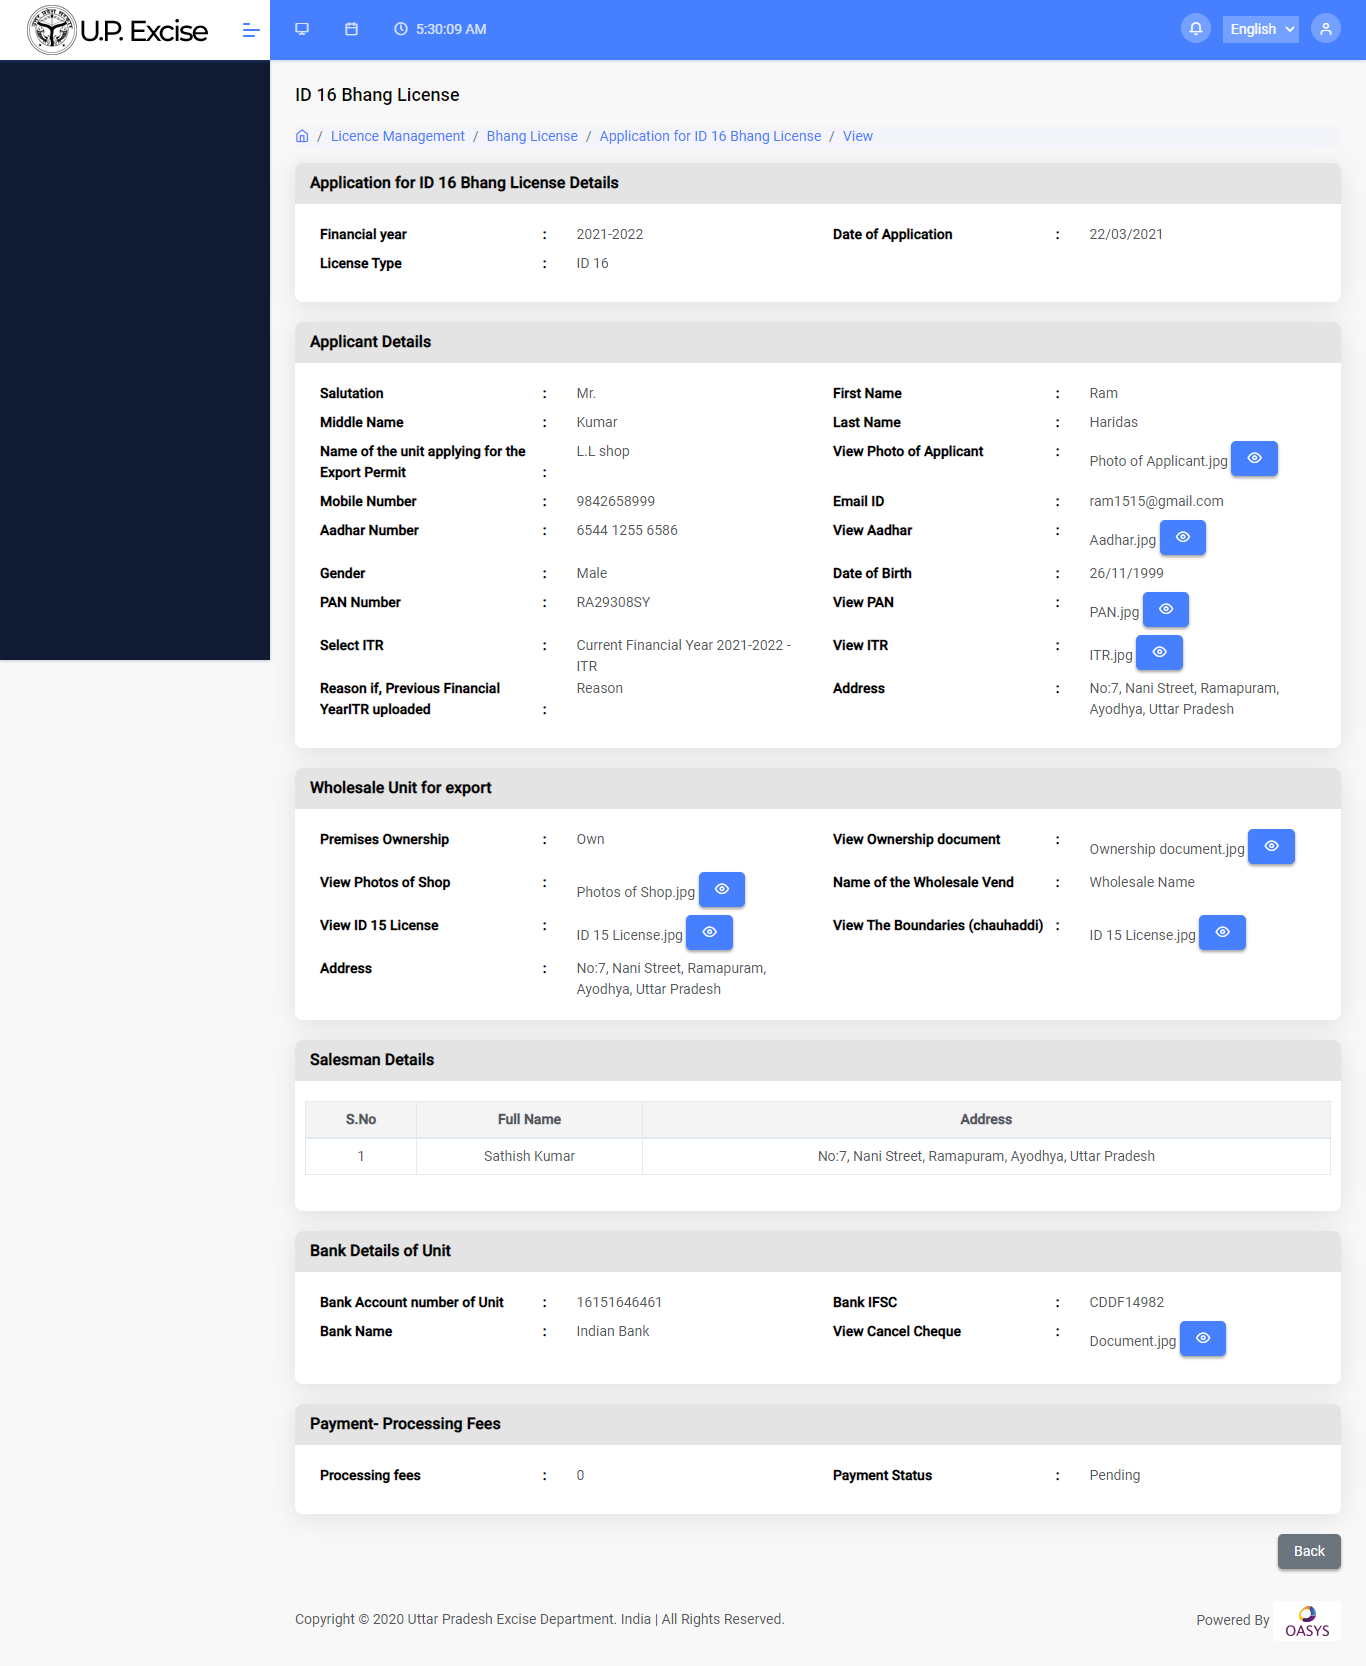 U.P. Excise
5:30:09 AM
English
ID 16 Bhang License
/ Licence Management / Bhang License / Application for ID 16 Bhang License / View
Application for ID 16 Bhang License Details
Financial year : 2021-2022 Date of Application : 22/03/2021
License Type : ID 16
Applicant Details
Salutation : Mr. First Name : Ram
Middle Name : Kumar Last Name : Haridas
Name of the unit applying for the Export Permit : L.L shop View Photo of Applicant : Photo of Applicant.jpg
Mobile Number : 9842658999 Email ID : ram1515@gmail.com
Aadhar Number : 6544 1255 6586 View Aadhar : Aadhar.jpg
Gender : Male Date of Birth : 26/11/1999
PAN Number : RA29308SY View PAN : PAN.jpg
Select ITR : Current Financial Year 2021-2022 - ITR View ITR : ITR.jpg
Reason if, Previous Financial YearITR uploaded : Reason Address : No:7, Nani Street, Ramapuram, Ayodhya, Uttar Pradesh
Wholesale Unit for export
Premises Ownership : Own View Ownership document : Ownership document.jpg
View Photos of Shop : Photos of Shop.jpg Name of the Wholesale Vend : Wholesale Name
View ID 15 License : ID 15 License.jpg View The Boundaries (chauhaddi) : ID 15 License.jpg
Address : No:7, Nani Street, Ramapuram, Ayodhya, Uttar Pradesh
Salesman Details
S.No Full Name Address
1 Sathish Kumar No:7, Nani Street, Ramapuram, Ayodhya, Uttar Pradesh
Bank Details of Unit
Bank Account number of Unit : 16151646461 Bank IFSC : CDDF14982
Bank Name : Indian Bank View Cancel Cheque : Document.jpg
Payment- Processing Fees
Processing fees : 0 Payment Status : Pending
Back
Copyright © 2020 Uttar Pradesh Excise Department. India | All Rights Reserved. Powered By OASYS